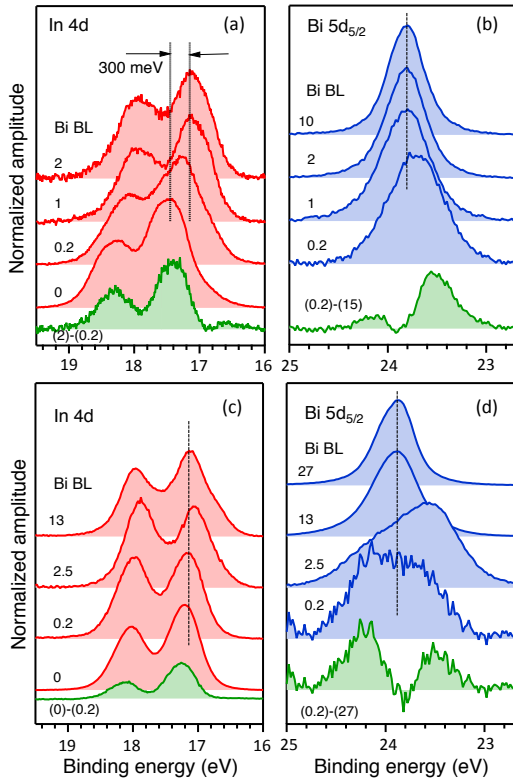 In 4d
(a)
300 meV
Bi BL
2
1
0.2
0
(2)-(0.2)
19
18
17
16
Normalized amplitude
Bi 5d5/2
(b)
Bi BL
10
2
1
0.2
(0.2)-(15)
25
24
23
In 4d
(c)
Bi BL
13
2.5
0.2
0
(0)-(0.2)
19
18
17
16
Normalized amplitude
Binding energy (eV)
Bi 5d5/2
(d)
Bi BL
27
13
2.5
0.2
(0.2)-(27)
25
24
23
Binding energy (eV)